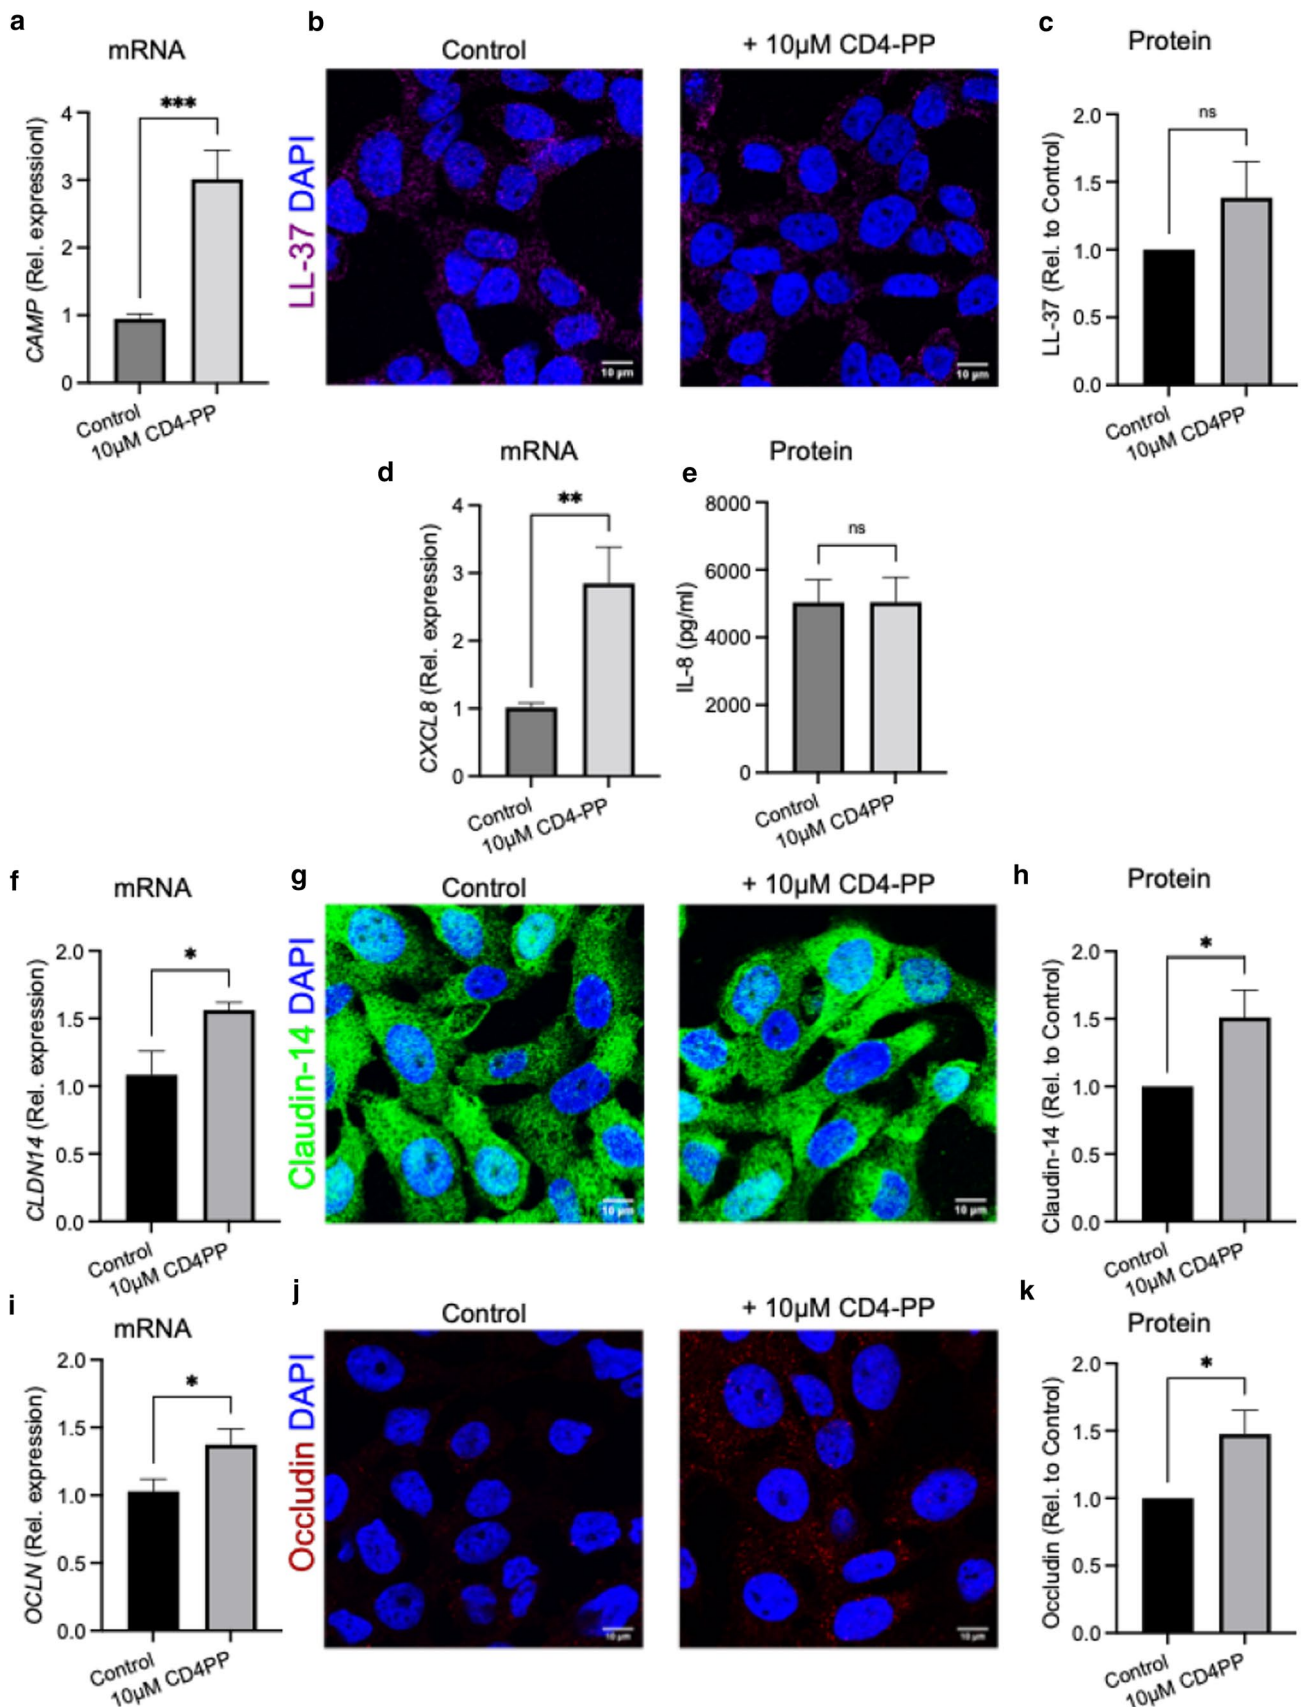 a
mRNA
CAMP (Rel. expressionl)
4
3
2
1
0
***
Control
10µM CD4-PP
b
Control
+ 10µM CD4-PP
LL-37 DAPI
10 µm
10 µm
c
Protein
LL-37 (Rel. to Control)
2.0
1.5
1.0
0.5
0.0
ns
Control
10µM CD4PP
d
mRNA
CXCL8 (Rel. expression)
4
3
2
1
0
**
Control
10µM CD4-PP
e
Protein
IL-8 (pg/ml)
8000
6000
4000
2000
0
ns
Control
10µM CD4PP
f
mRNA
CLDN14 (Rel. expression)
2.0
1.5
1.0
0.5
0.0
*
Control
10µM CD4PP
g
Control
+ 10µM CD4-PP
Claudin-14 DAPI
10 µm
10 µm
h
Protein
Claudin-14 (Rel. to Control)
2.0
1.5
1.0
0.5
0.0
*
Control
10µM CD4PP
i
mRNA
OCLN (Rel. expression)
2.0
1.5
1.0
0.5
0.0
*
Control
10µM CD4PP
j
Control
+ 10µM CD4-PP
Occludin DAPI
10 µm
10 µm
k
Protein
Occludin (Rel. to Control)
2.0
1.5
1.0
0.5
0.0
*
Control
10µM CD4PP